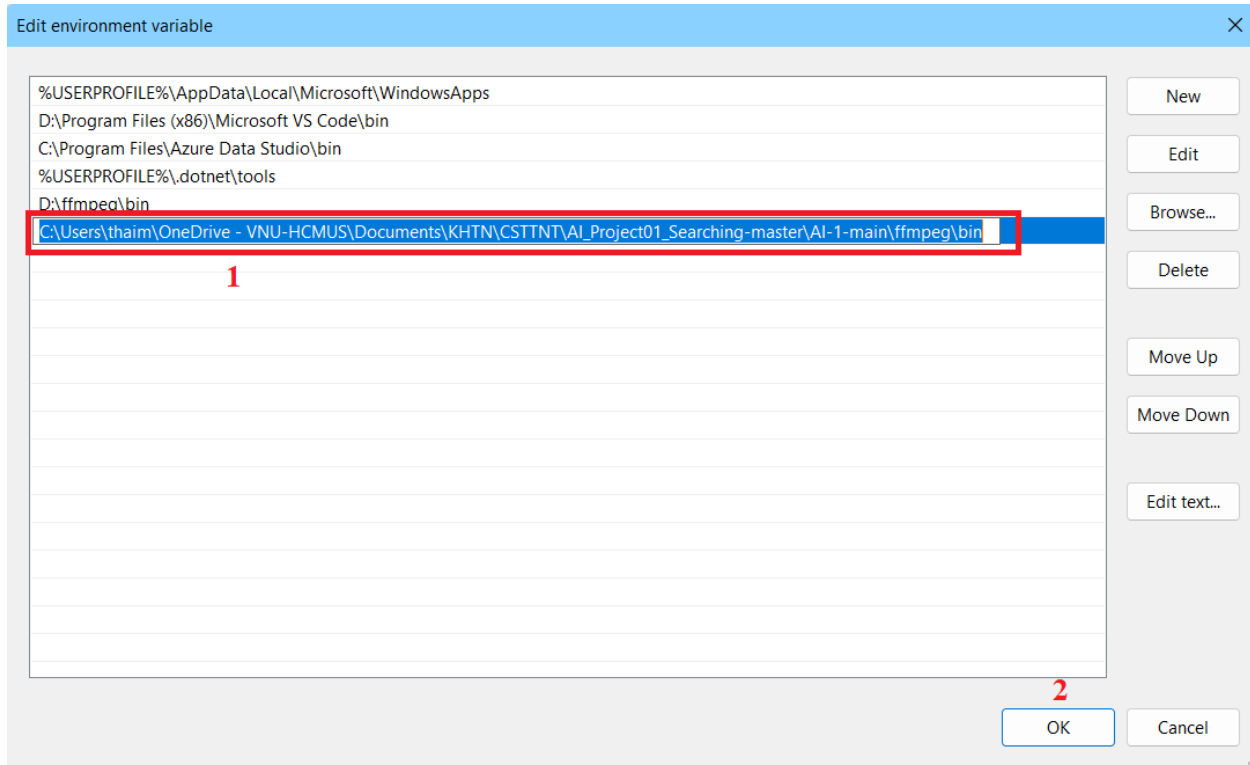 Edit environment variable
%USERPROFILE%\AppData\Local\Microsoft\WindowsApps
D:\Program Files (x86)\Microsoft VS Code\bin
C:\Program Files\Azure Data Studio\bin
%USERPROFILE%\.dotnet\tools
D:\ffmpeg\bin
C:\Users\thaim\OneDrive - VNU-HCMUS\Documents\KHTN\CSTTNT\AI_Project01_Searching-master\AI-1-main\ffmpeg\bin
1
New
Edit
Browse...
Delete
Move Up
Move Down
Edit text...
2
OK
Cancel